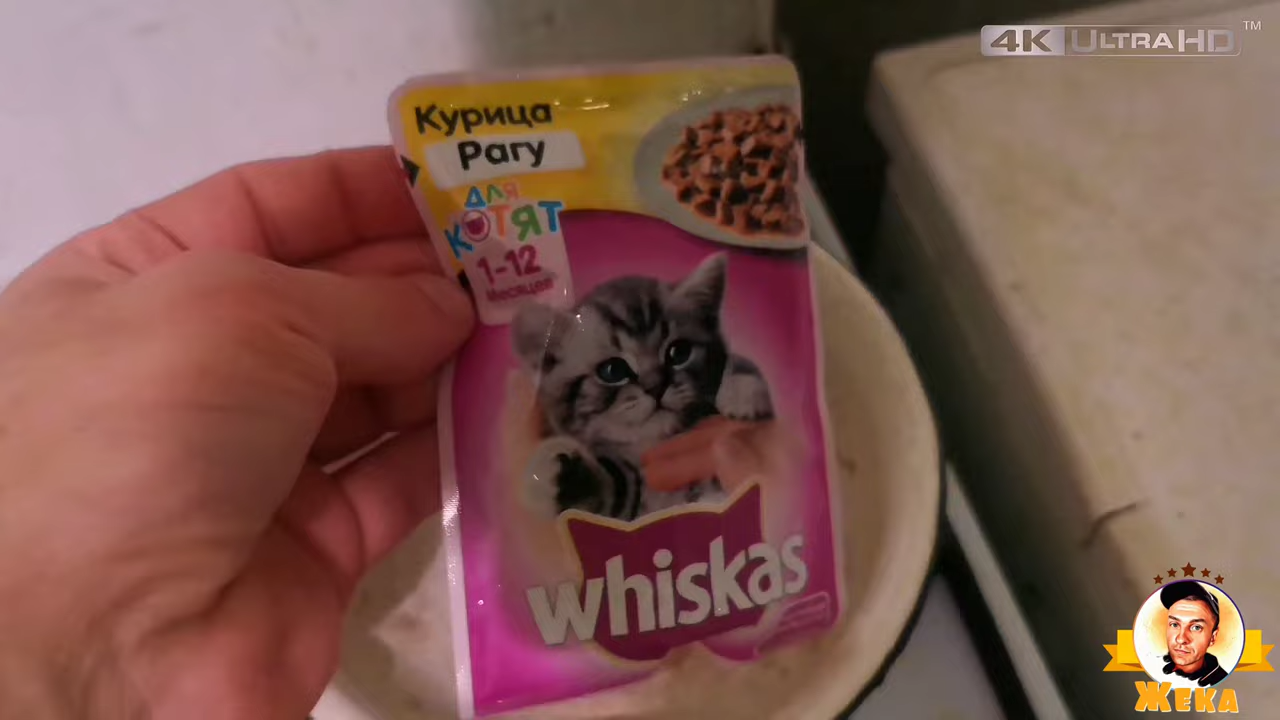 4K ULTRA HD™
Курица
Рагу
для
котят
1-12
месяцев
whiskas
Жека